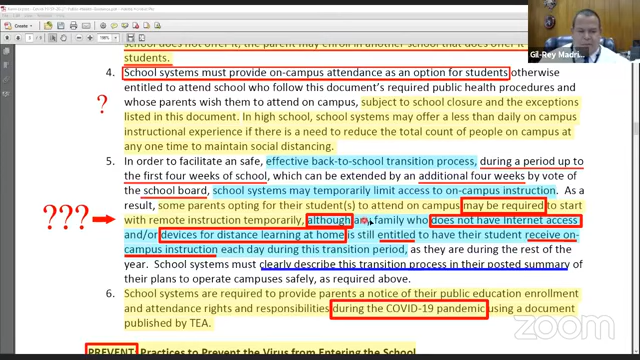 Gil-Rey Madri...
school does not offer it, the parent may enroll in another school that does offer it
students.
4. School systems must provide on-campus attendance as an option for students otherwise
entitled to attend school who follow this document's required public health procedures and
? whose parents wish them to attend on campus, subject to school closure and the exceptions
listed in this document. In high school, school systems may offer a less than daily on-campus
instructional experience if there is a need to reduce the total count of people on campus at
any one time to maintain social distancing.
5. In order to facilitate an safe, effective back-to-school transition process, during a period up to
the first four weeks of school, which can be extended by an additional four weeks by vote of
the school board, school systems may temporarily limit access to on-campus instruction. As a
result, some parents opting for their student(s) to attend on campus may be required to start
??? with remote instruction temporarily, although any family who does not have Internet access
and/or devices for distance learning at home is still entitled to have their student receive on-
campus instruction each day during this transition period, as they are during the rest of the
year. School systems must clearly describe this transition process in their posted summary of
their plans to operate campuses safely, as required above.
6. School systems are required to provide parents a notice of their public education enrollment
and attendance rights and responsibilities during the COVID-19 pandemic using a document
published by TEA.
PREVENT: Practices to Prevent the Virus from Entering the School
zoom